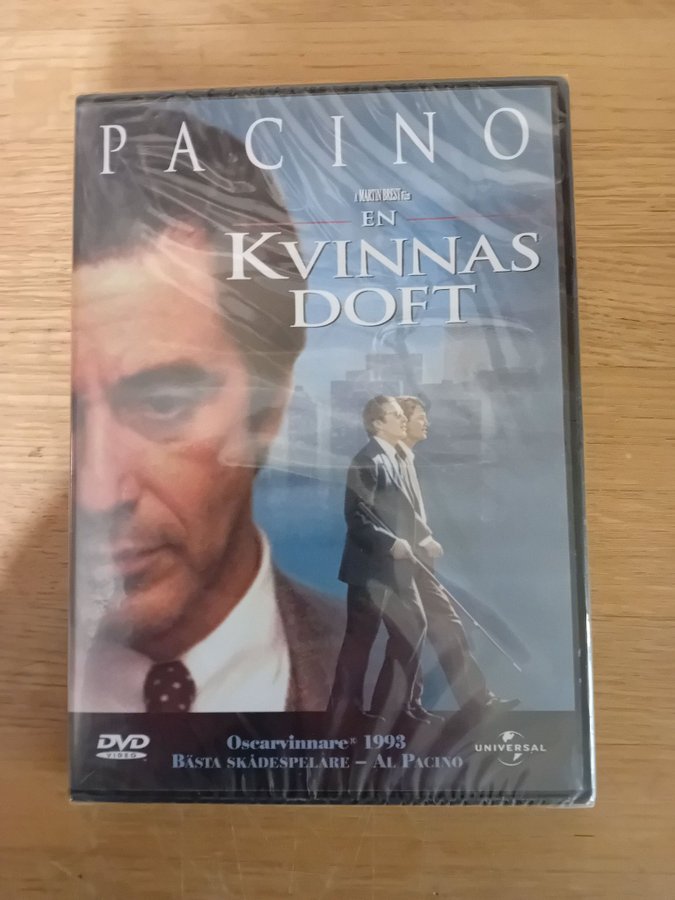 PACINO
A MARTIN BREST film
EN
KVINNAS
DOFT
DVD
VIDEO
Oscarvinnare® 1993
BÄSTA SKÅDESPELARE – AL PACINO
UNIVERSAL